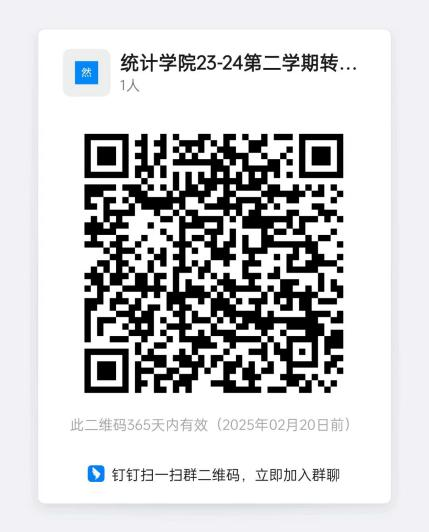 然
统计学院23-24第二学期转...
1人
此二维码365天内有效（2025年02月20日前）
钉钉扫一扫群二维码，立即加入群聊